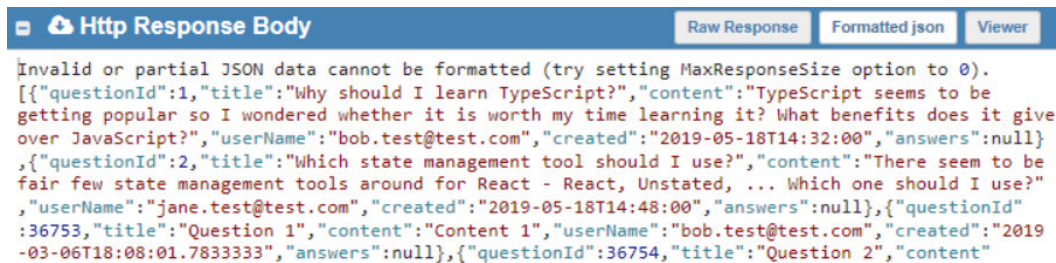 Http Response Body
Raw Response
Formatted json
Viewer
Invalid or partial JSON data cannot be formatted (try setting MaxResponseSize option to 0).
[{"questionId":1,"title":"Why should I learn TypeScript?","content":"TypeScript seems to be
getting popular so I wondered whether it is worth my time learning it? What benefits does it give
over JavaScript?","userName":"bob.test@test.com","created":"2019-05-18T14:32:00","answers":null}
,{"questionId":2,"title":"Which state management tool should I use?","content":"There seem to be
fair few state management tools around for React - React, Unstated, ... Which one should I use?"
,"userName":"jane.test@test.com","created":"2019-05-18T14:48:00","answers":null},{"questionId"
:36753,"title":"Question 1","content":"Content 1","userName":"bob.test@test.com","created":"2019
-03-06T18:08:01.7833333","answers":null},{"questionId":36754,"title":"Question 2","content"